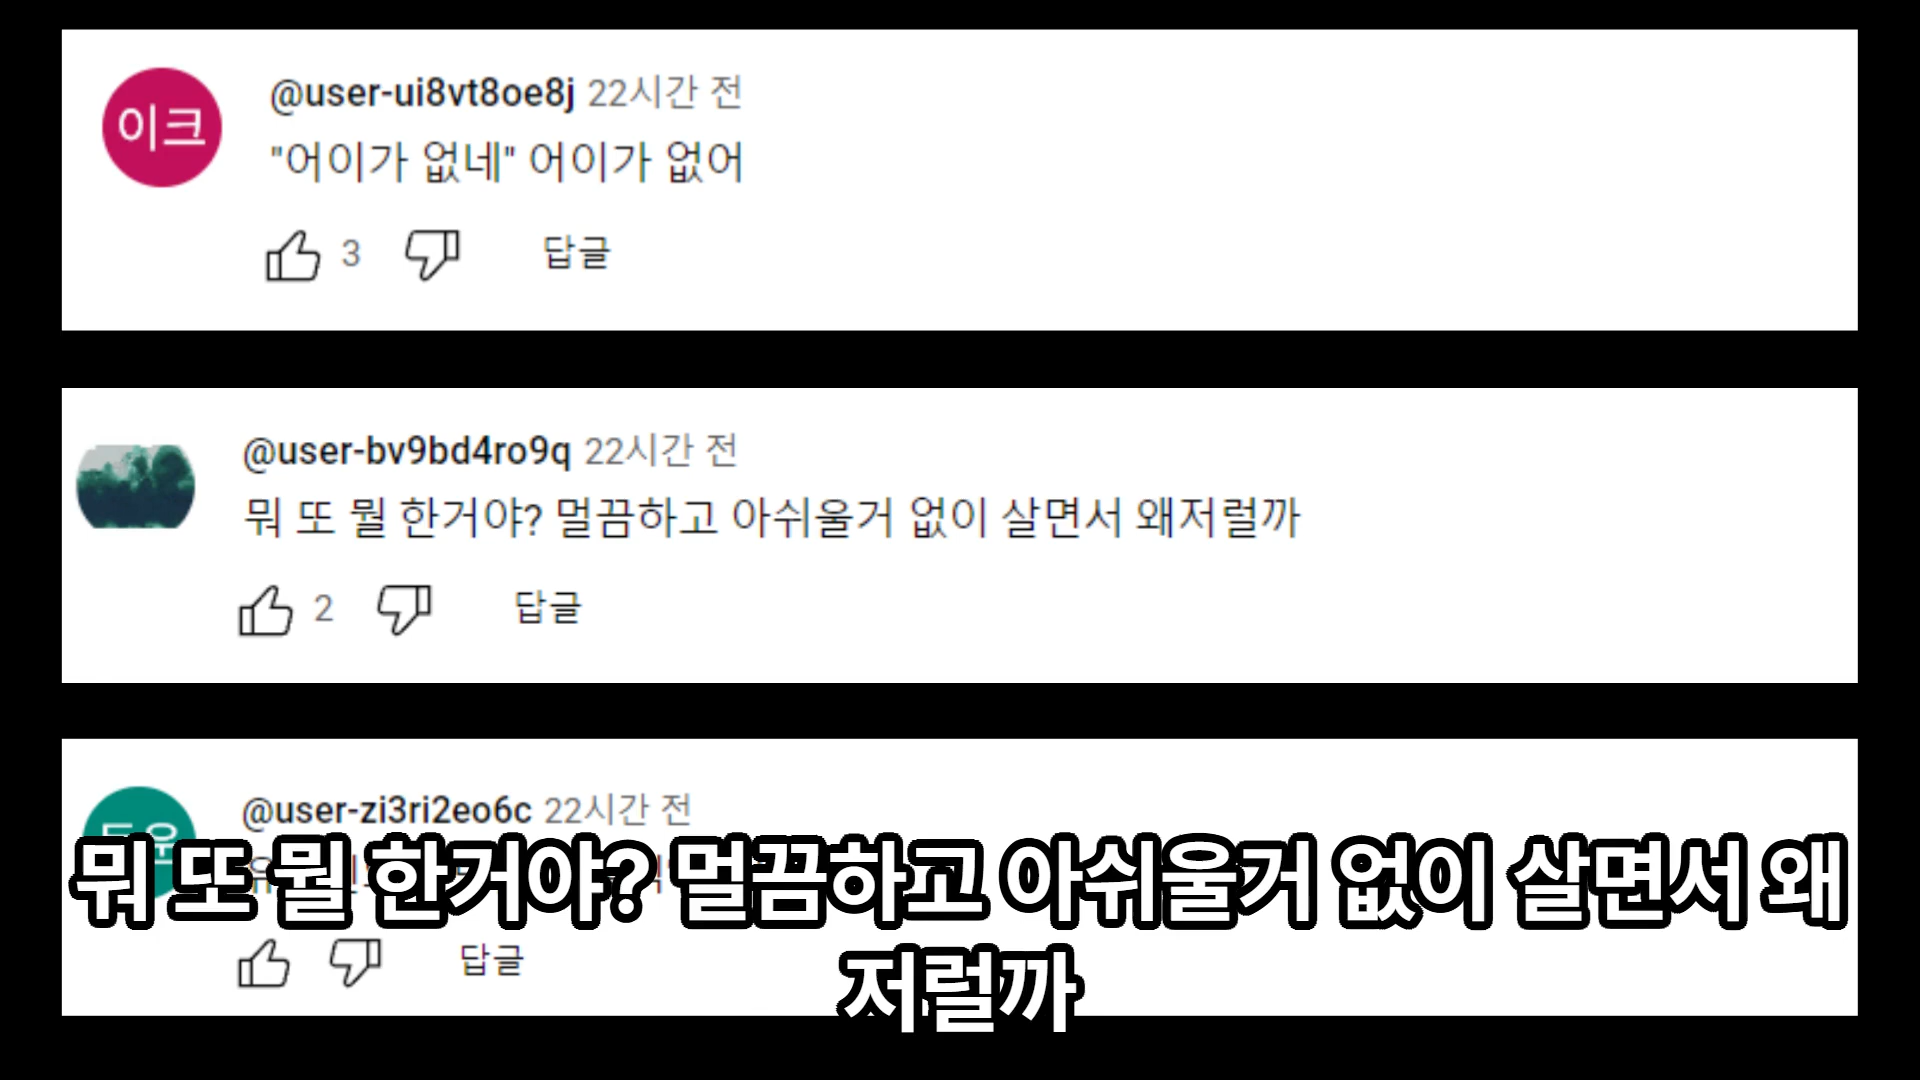 이크
@user-ui8vt8oe8j 22시간 전
"어이가 없네" 어이가 없어
3 답글
@user-bv9bd4ro9q 22시간 전
뭐 또 뭘 한거야? 멀끔하고 아쉬울거 없이 살면서 왜저럴까
2 답글
@user-zi3ri2eo6c 22시간 전
뭐 또 뭘 한거야? 멀끔하고 아쉬울거 없이 살면서 왜
저럴까
답글